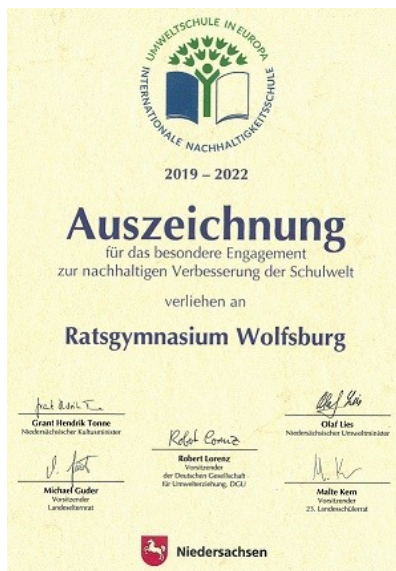 UMWELTSCHULE IN EUROPA
INTERNATIONALE NACHHALTIGKEITSSCHULE
2019 – 2022
Auszeichnung
für das besondere Engagement
zur nachhaltigen Verbesserung der Schulwelt
verliehen an
Ratsgymnasium Wolfsburg
Grant Hendrik Tonne
Niedersächsischer Kultusminister
Olaf Lies
Niedersächsischer Umweltminister
Robert Lorenz
Robert Lorenz
Vorsitzender
der Deutschen Gesellschaft
für Umwelterziehung, DGU
Michael Guder
Vorsitzender
Landeselternrat
Malte Kern
Vorsitzender
23. Landesschülerrat
Niedersachsen